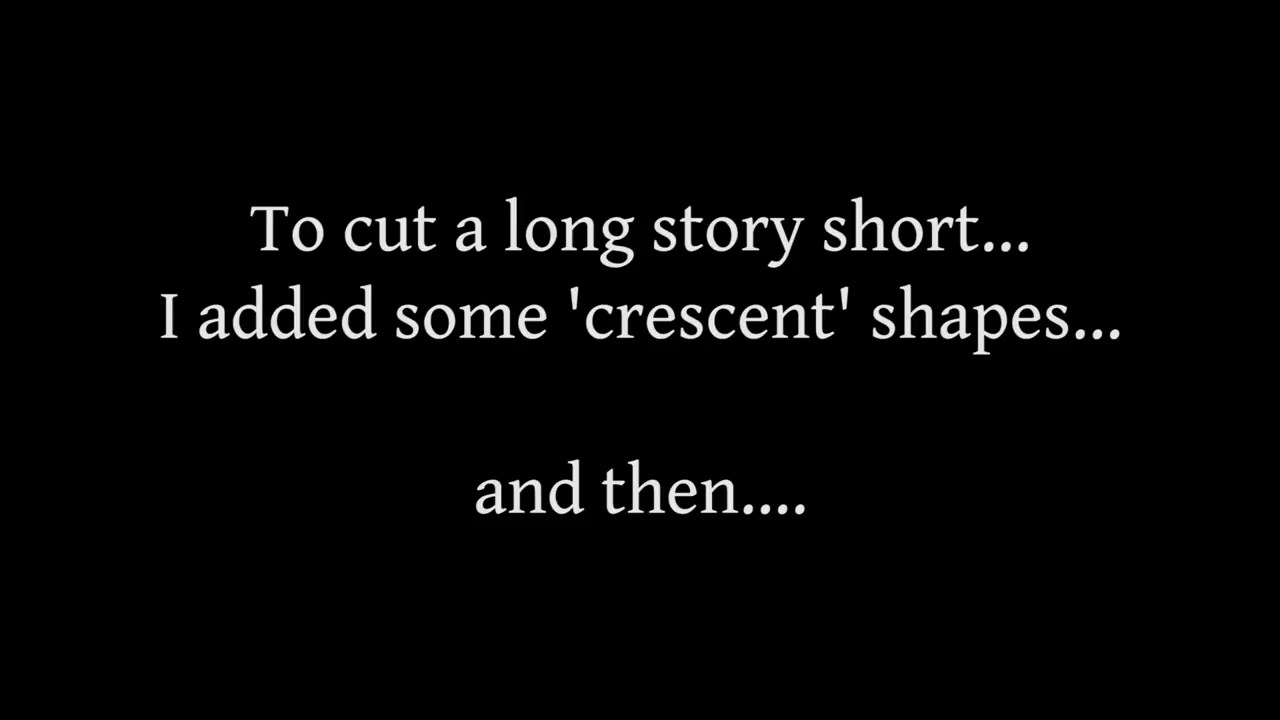 To cut a long story short...
I added some 'crescent' shapes...
and then....